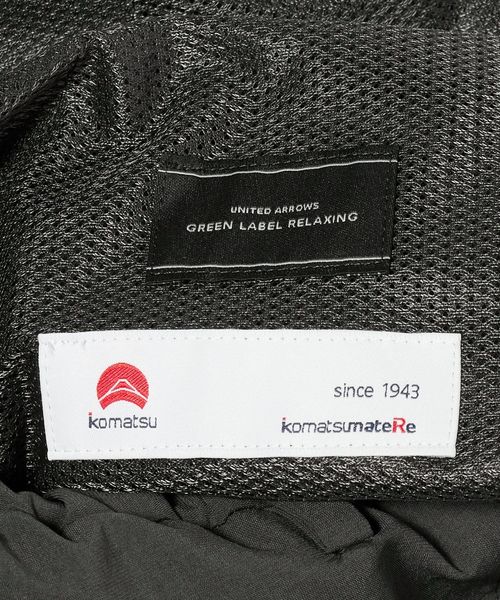 UNITED ARROWS
GREEN LABEL RELAXING
since 1943
komatsu
komatsumateRe